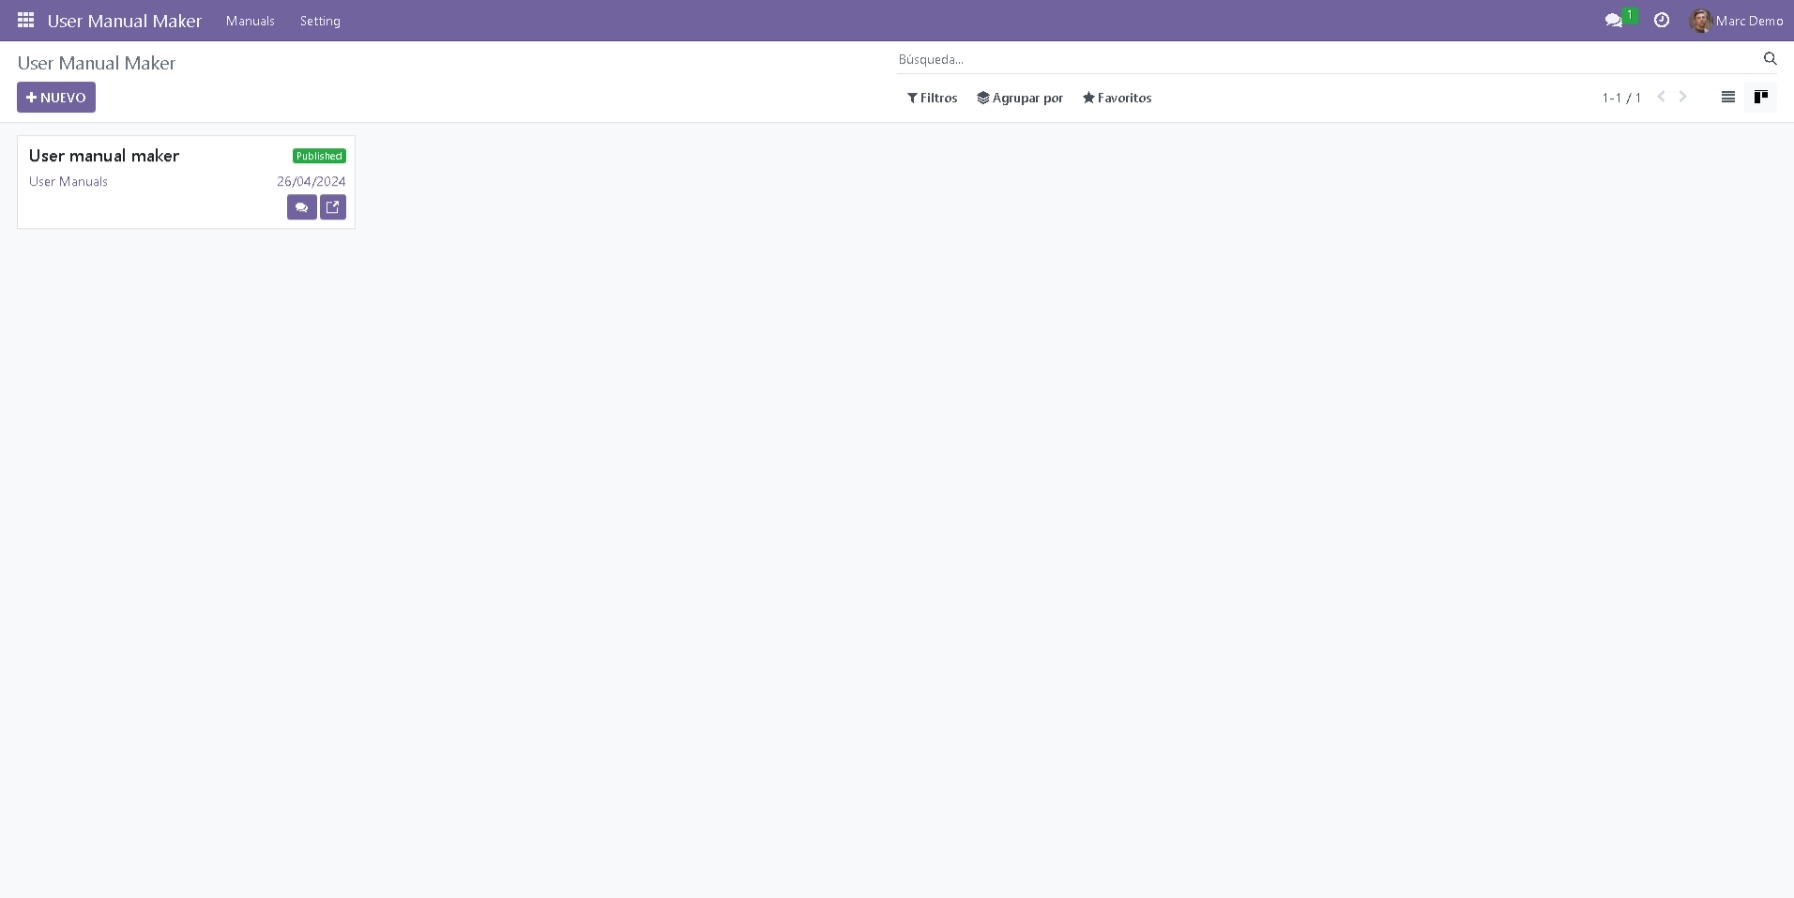 User Manual Maker Manuals Setting 1 Marc Demo
User Manual Maker
Búsqueda...
NUEVO
Filtros Agrupar por Favoritos 1-1 / 1
User manual maker Published
User Manuals 26/04/2024